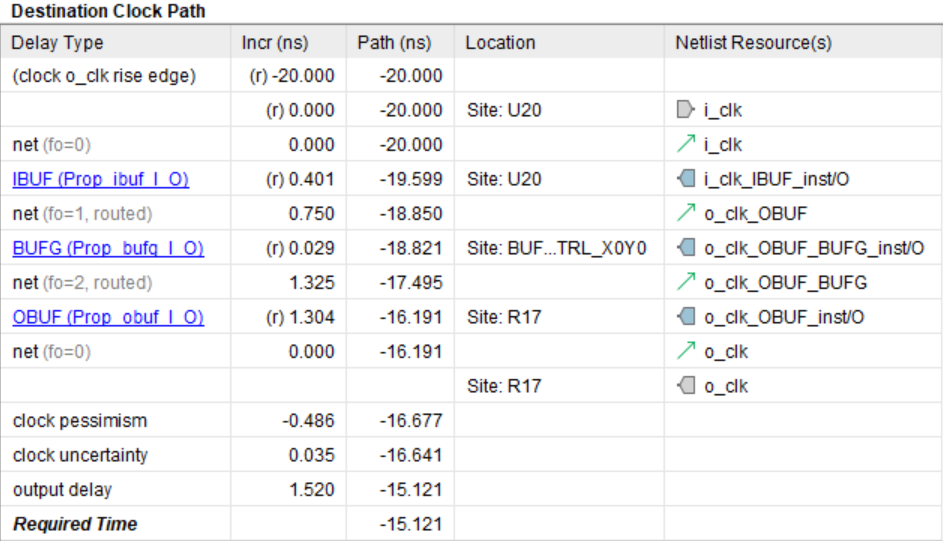 Destination Clock Path
Delay Type Incr (ns) Path (ns) Location Netlist Resource(s)
(clock o_clk rise edge) (r) -20.000 -20.000
(r) 0.000 -20.000 Site: U20 i_clk
net (fo=0) 0.000 -20.000 i_clk
IBUF (Prop_ibuf_I_O) (r) 0.401 -19.599 Site: U20 i_clk_IBUF_inst/O
net (fo=1, routed) 0.750 -18.850 o_clk_OBUF
BUFG (Prop_bufg_I_O) (r) 0.029 -18.821 Site: BUF...TRL_X0Y0 o_clk_OBUF_BUFG_inst/O
net (fo=2, routed) 1.325 -17.495 o_clk_OBUF_BUFG
OBUF (Prop_obuf_I_O) (r) 1.304 -16.191 Site: R17 o_clk_OBUF_inst/O
net (fo=0) 0.000 -16.191 o_clk
Site: R17 o_clk
clock pessimism -0.486 -16.677
clock uncertainty 0.035 -16.641
output delay 1.520 -15.121
Required Time -15.121